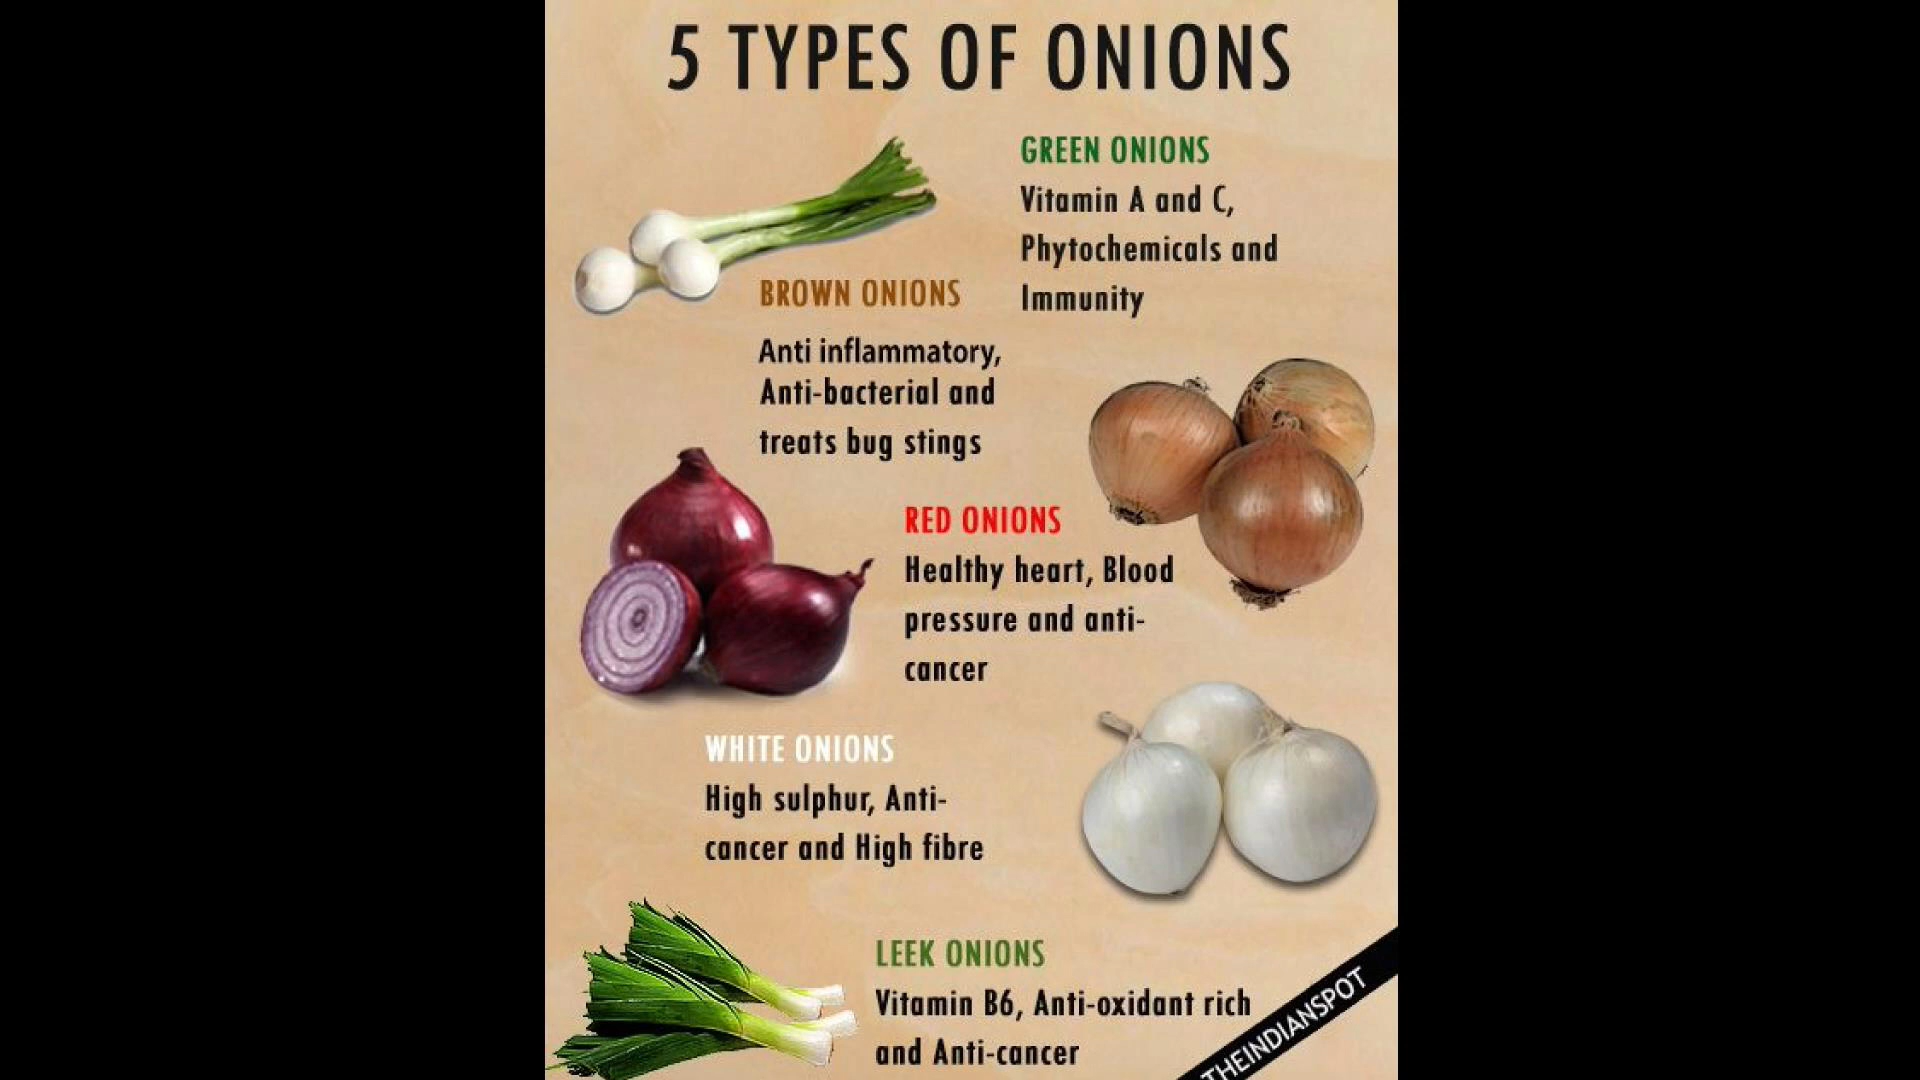 5 TYPES OF ONIONS
GREEN ONIONS
Vitamin A and C,
Phytochemicals and
Immunity
BROWN ONIONS
Anti inflammatory,
Anti-bacterial and
treats bug stings
RED ONIONS
Healthy heart, Blood
pressure and anti-
cancer
WHITE ONIONS
High sulphur, Anti-
cancer and High fibre
LEEK ONIONS
Vitamin B6, Anti-oxidant rich
and Anti-cancer
THEINDIANSPOT